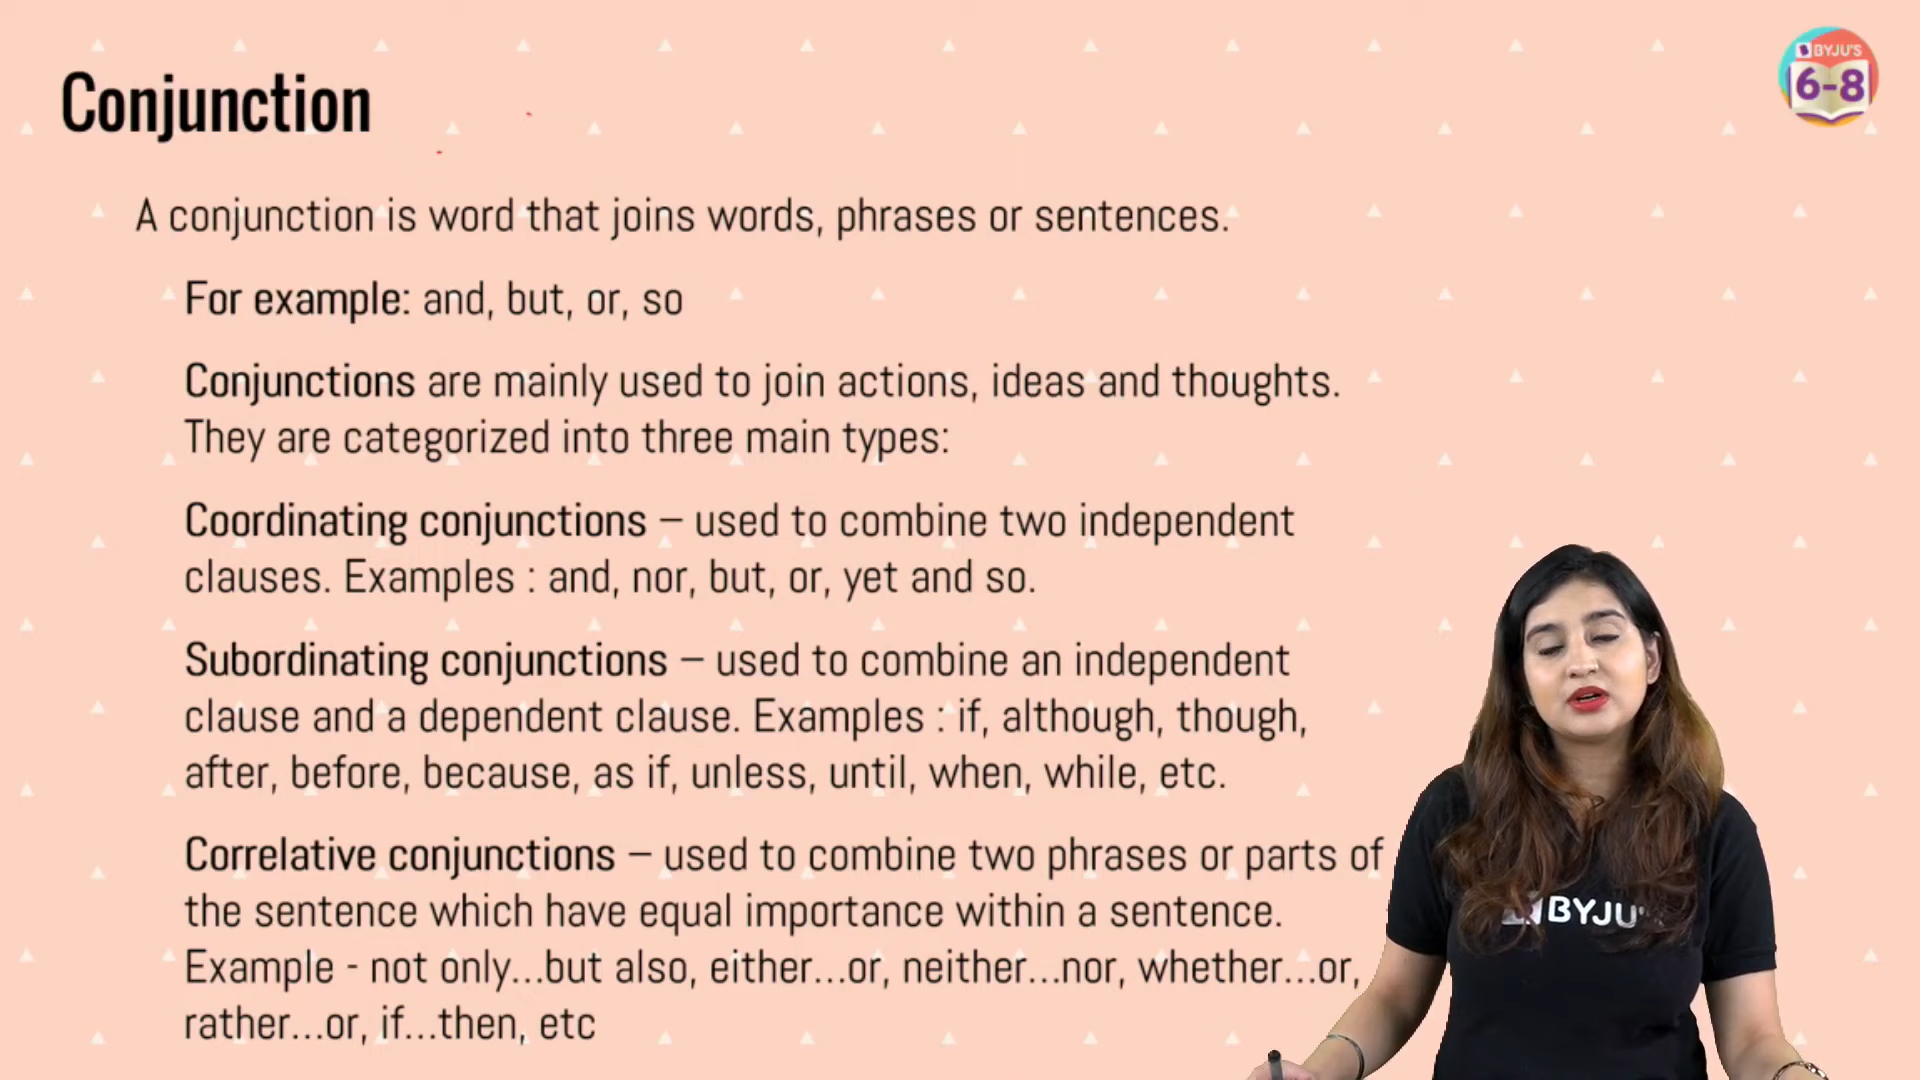 BYJU'S
6-8
Conjunction
A conjunction is word that joins words, phrases or sentences.
For example: and, but, or, so
Conjunctions are mainly used to join actions, ideas and thoughts.
They are categorized into three main types:
Coordinating conjunctions – used to combine two independent
clauses. Examples : and, nor, but, or, yet and so.
Subordinating conjunctions – used to combine an independent
clause and a dependent clause. Examples : if, although, though,
after, before, because, as if, unless, until, when, while, etc.
Correlative conjunctions – used to combine two phrases or parts of
the sentence which have equal importance within a sentence.
Example - not only...but also, either...or, neither...nor, whether...or,
rather...or, if...then, etc
BYJU'S